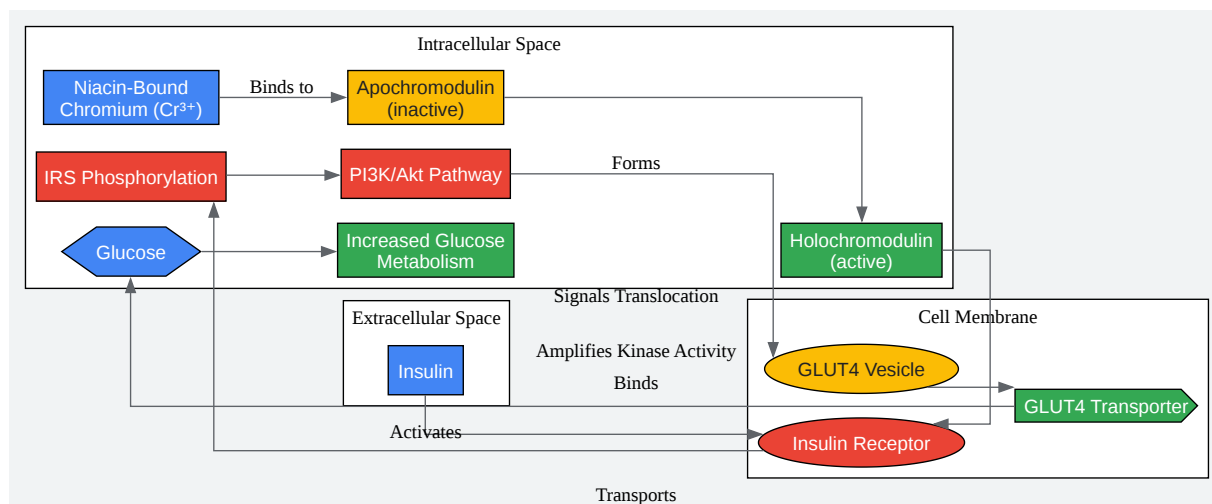 Intracellular Space
Niacin-Bound
Chromium (Cr³⁺)
Binds to
Apochromodulin
(inactive)
IRS Phosphorylation
PI3K/Akt Pathway
Forms
Glucose
Increased Glucose
Metabolism
Holochromodulin
(active)
Signals Translocation
Extracellular Space
Insulin
Cell Membrane
Amplifies Kinase Activity
Binds
GLUT4 Vesicle
GLUT4 Transporter
Activates
Insulin Receptor
Transports